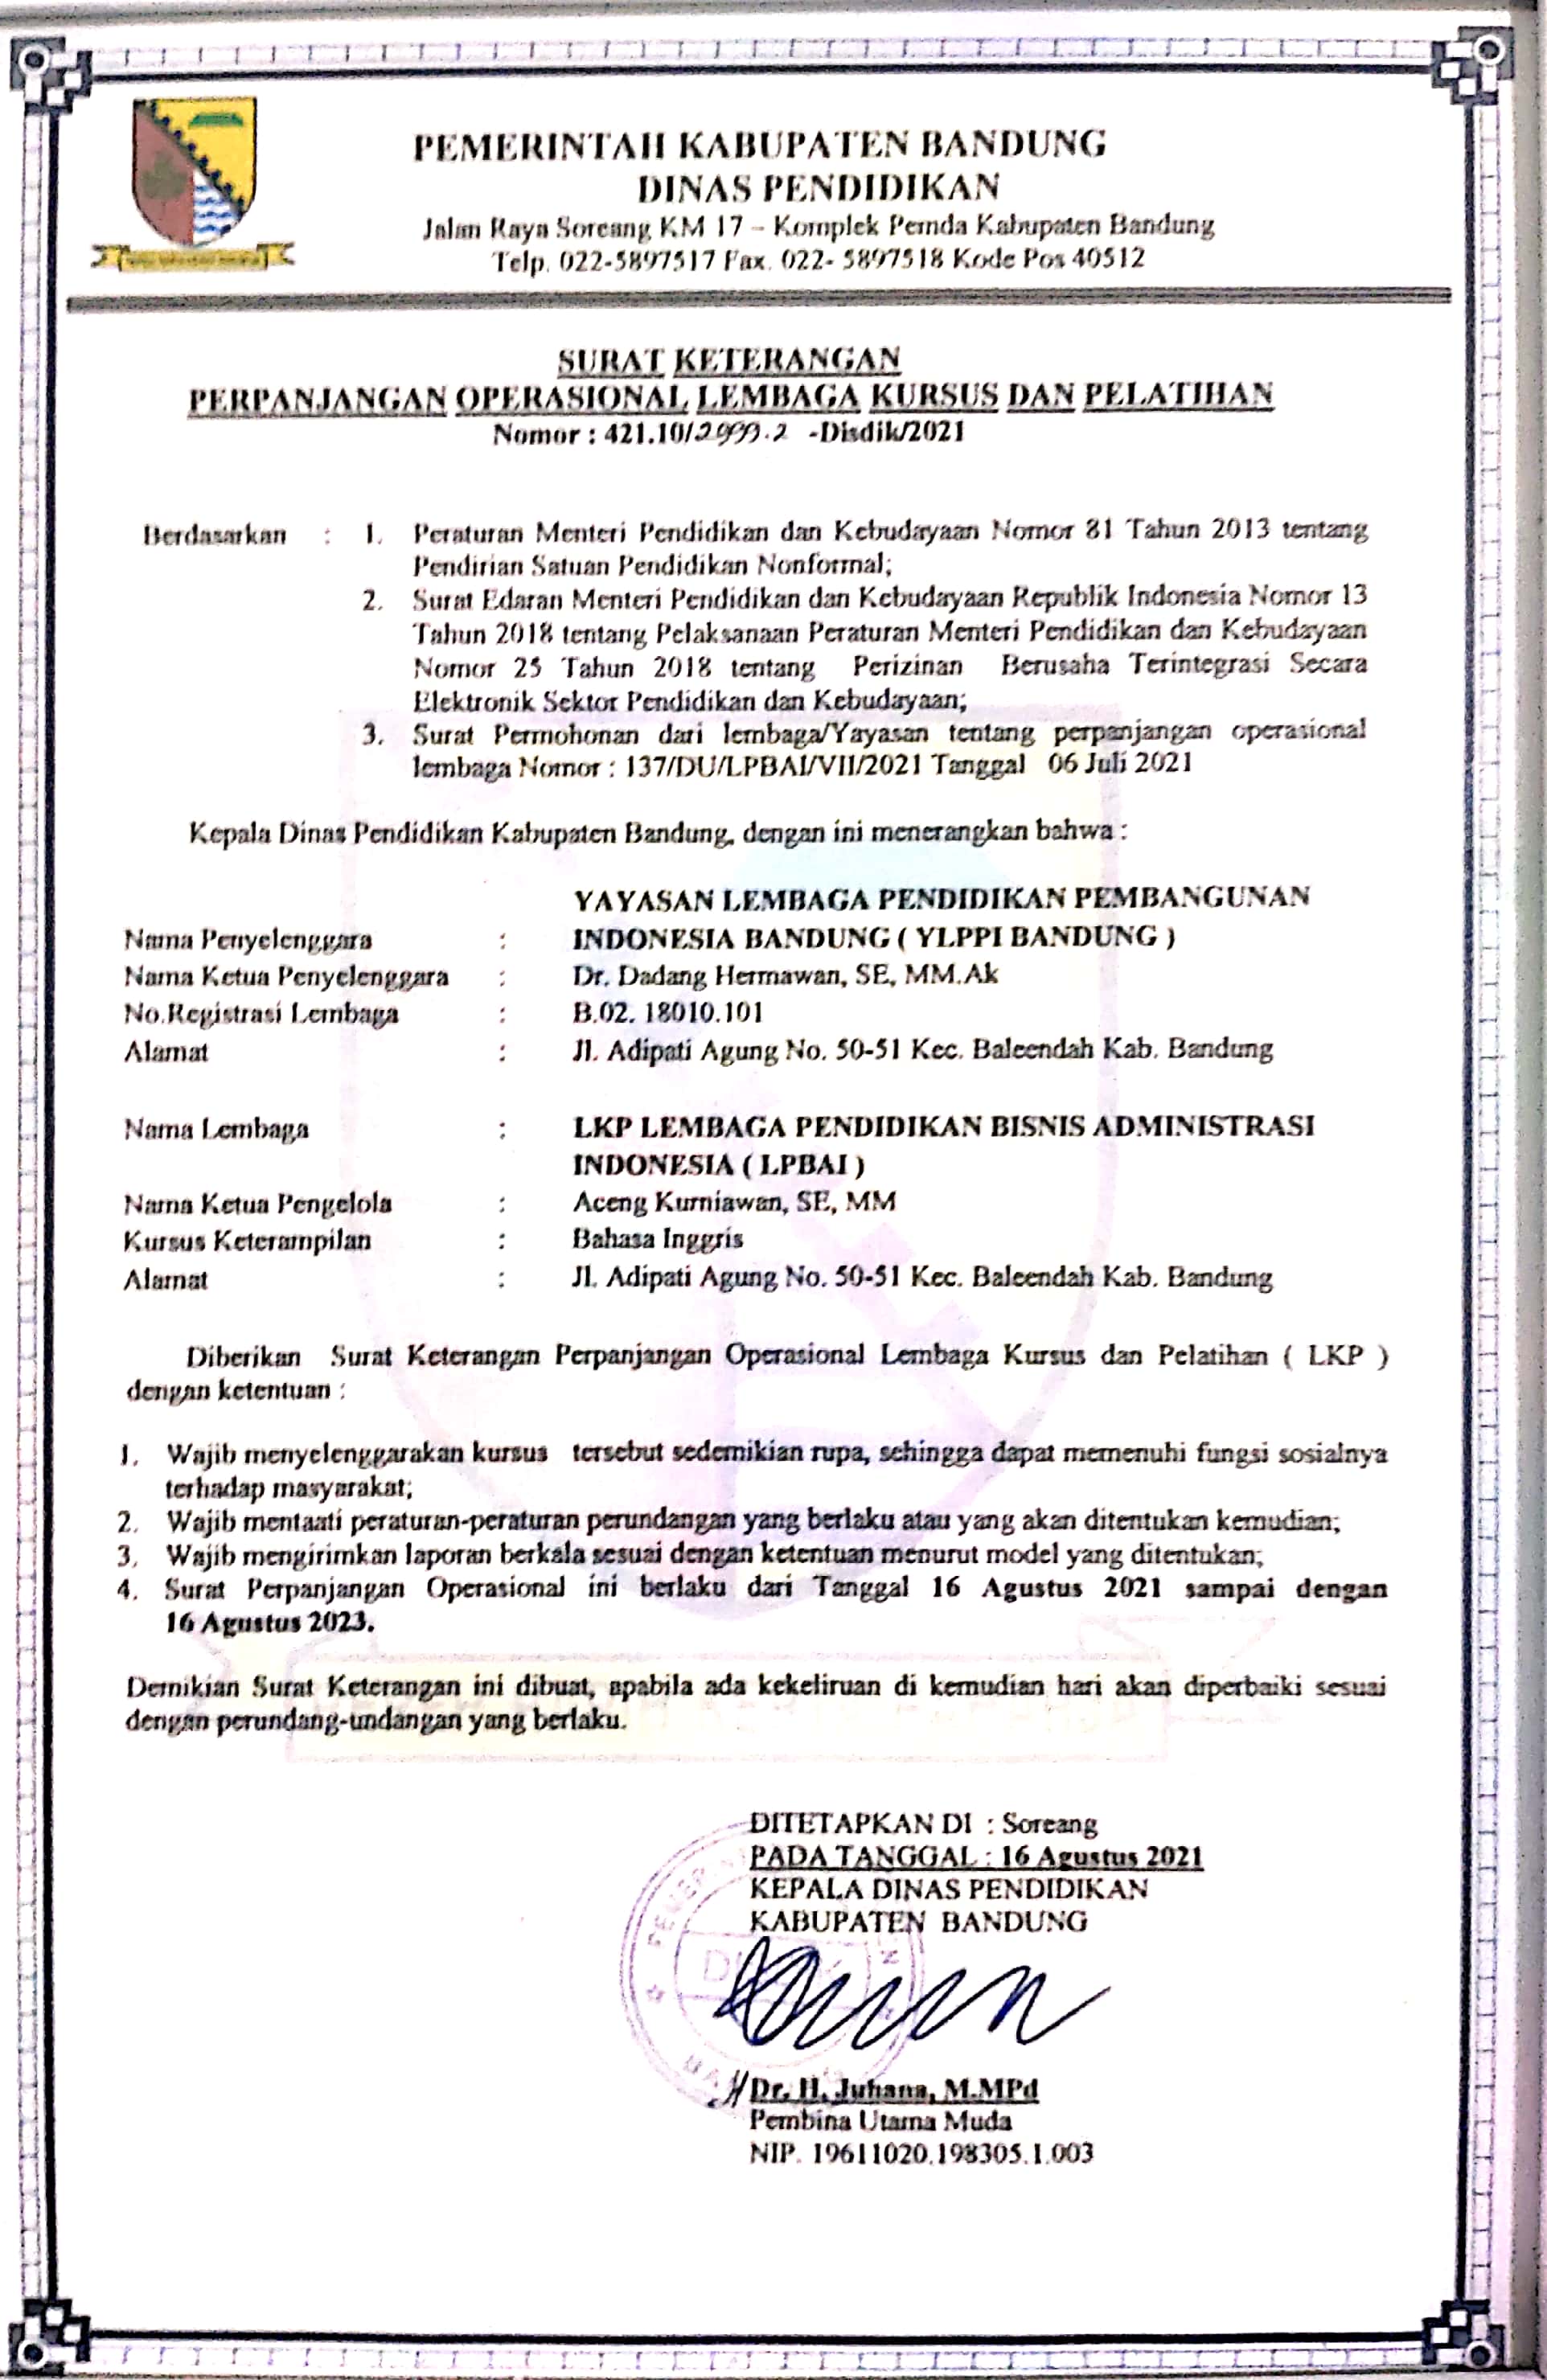 PEMERINTAH KABUPATEN BANDUNG
DINAS PENDIDIKAN
Jalan Raya Soreang KM 17 – Komplek Pemda Kabupaten Bandung
Telp. 022-5897517 Fax. 022- 5897518 Kode Pos 40512
SURAT KETERANGAN
PERPANJANGAN OPERASIONAL LEMBAGA KURSUS DAN PELATIHAN
Nomor : 421.10/ -Disdik/2021
Berdasarkan : 1. Peraturan Menteri Pendidikan dan Kebudayaan Nomor 81 Tahun 2013 tentang
Pendirian Satuan Pendidikan Nonformal;
2. Surat Edaran Menteri Pendidikan dan Kebudayaan Republik Indonesia Nomor 13
Tahun 2018 tentang Pelaksanaan Peraturan Menteri Pendidikan dan Kebudayaan
Nomor 25 Tahun 2018 tentang Perizinan Berusaha Terintegrasi Secara
Elektronik Sektor Pendidikan dan Kebudayaan;
3. Surat Permohonan dari lembaga/Yayasan tentang perpanjangan operasional
lembaga Nomor : 137/DU/LPBAI/VII/2021 Tanggal 06 Juli 2021
Kepala Dinas Pendidikan Kabupaten Bandung, dengan ini menerangkan bahwa :
YAYASAN LEMBAGA PENDIDIKAN PEMBANGUNAN
Nama Penyelenggara : INDONESIA BANDUNG ( YLPPI BANDUNG )
Nama Ketua Penyelenggara : Dr. Dadang Hermawan, SE, MM.Ak
No.Registrasi Lembaga : B.02. 18010.101
Alamat : Jl. Adipati Agung No. 50-51 Kec. Baleendah Kab. Bandung
Nama Lembaga : LKP LEMBAGA PENDIDIKAN BISNIS ADMINISTRASI
INDONESIA ( LPBAI )
Nama Ketua Pengelola : Aceng Kurniawan, SE, MM
Kursus Keterampilan : Bahasa Inggris
Alamat : Jl. Adipati Agung No. 50-51 Kec. Baleendah Kab. Bandung
Diberikan Surat Keterangan Perpanjangan Operasional Lembaga Kursus dan Pelatihan ( LKP )
dengan ketentuan :
1. Wajib menyelenggarakan kursus tersebut sedemikian rupa, sehingga dapat memenuhi fungsi sosialnya
terhadap masyarakat;
2. Wajib mentaati peraturan-peraturan perundangan yang berlaku atau yang akan ditentukan kemudian;
3. Wajib mengirimkan laporan berkala sesuai dengan ketentuan menurut model yang ditentukan;
4. Surat Perpanjangan Operasional ini berlaku dari Tanggal 16 Agustus 2021 sampai dengan
16 Agustus 2023.
Demikian Surat Keterangan ini dibuat, apabila ada kekeliruan di kemudian hari akan diperbaiki sesuai
dengan perundang-undangan yang berlaku.
DITETAPKAN DI : Soreang
PADA TANGGAL : 16 Agustus 2021
KEPALA DINAS PENDIDIKAN
KABUPATEN BANDUNG
Dr. H. Juhana, M.MPd
Pembina Utama Muda
NIP. 19611020.198305.1.003